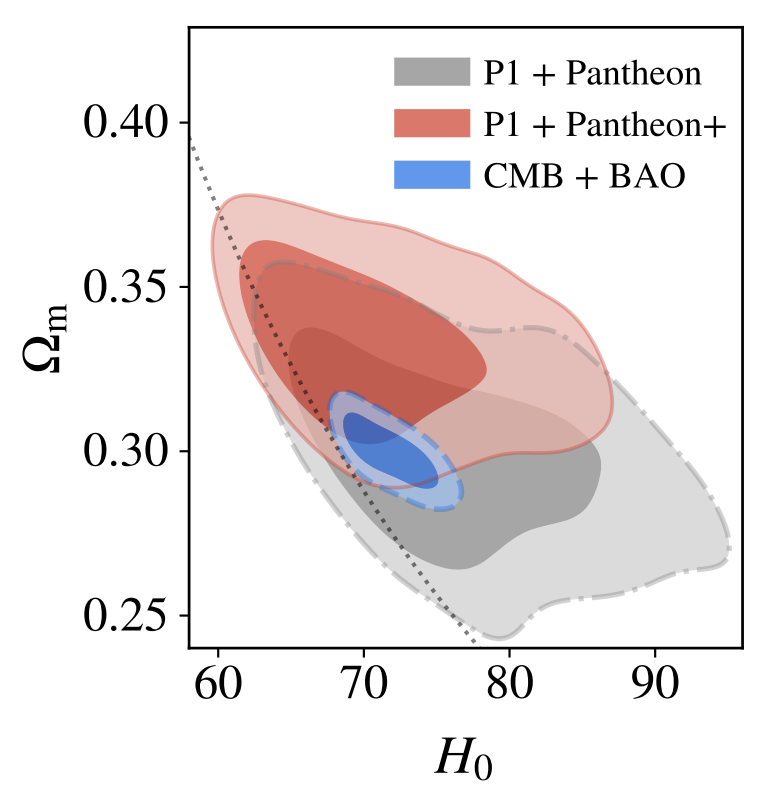 P1 + Pantheon
P1 + Pantheon+
CMB + BAO
0.40
0.35
0.30
0.25
Ωm
60 70 80 90
H0